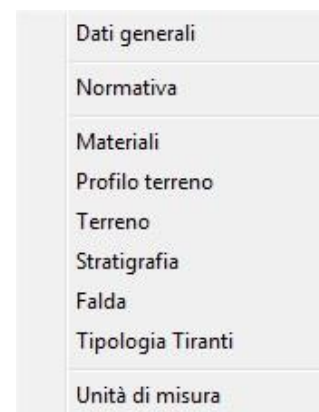 Dati generali
Normativa
Materiali
Profilo terreno
Terreno
Stratigrafia
Falda
Tipologia Tiranti
Unità di misura